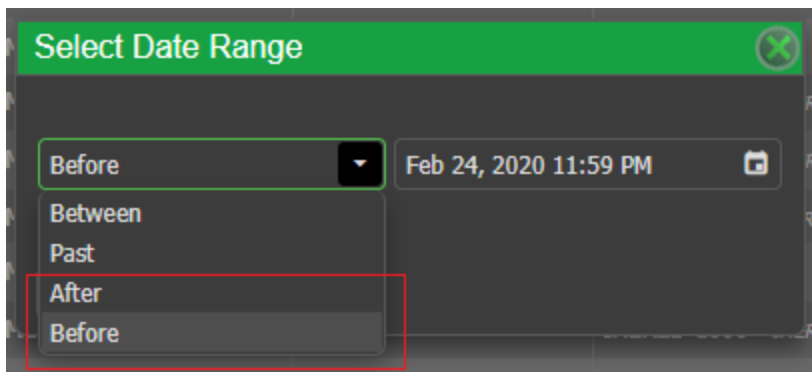 Select Date Range
Before Feb 24, 2020 11:59 PM
Between
Past
After
Before